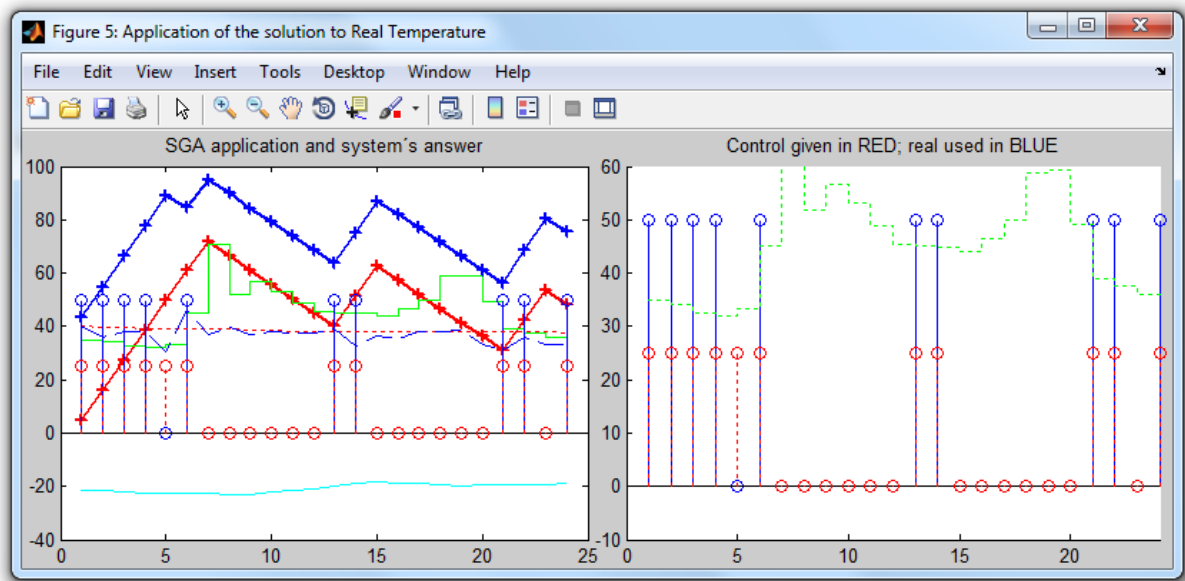 Figure 5: Application of the solution to Real Temperature
File Edit View Insert Tools Desktop Window Help
SGA application and system´s answer
100
80
60
40
20
0
-20
-40
0 5 10 15 20 25
Control given in RED; real used in BLUE
60
50
40
30
20
10
0
-10
0 5 10 15 20